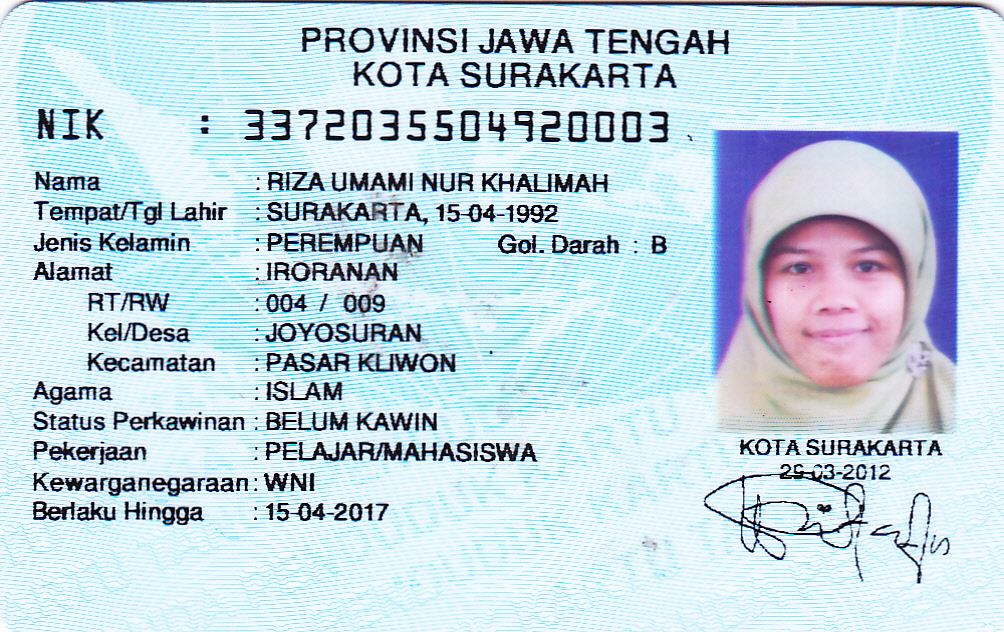 PROVINSI JAWA TENGAH
KOTA SURAKARTA
NIK : 3372035504920003
Nama : RIZA UMAMI NUR KHALIMAH
Tempat/Tgl Lahir : SURAKARTA, 15-04-1992
Jenis Kelamin : PEREMPUAN Gol. Darah : B
Alamat : IRORANAN
RT/RW : 004 / 009
Kel/Desa : JOYOSURAN
Kecamatan : PASAR KLIWON
Agama : ISLAM
Status Perkawinan : BELUM KAWIN
Pekerjaan : PELAJAR/MAHASISWA
Kewarganegaraan : WNI
Berlaku Hingga : 15-04-2017
KOTA SURAKARTA
29-03-2012